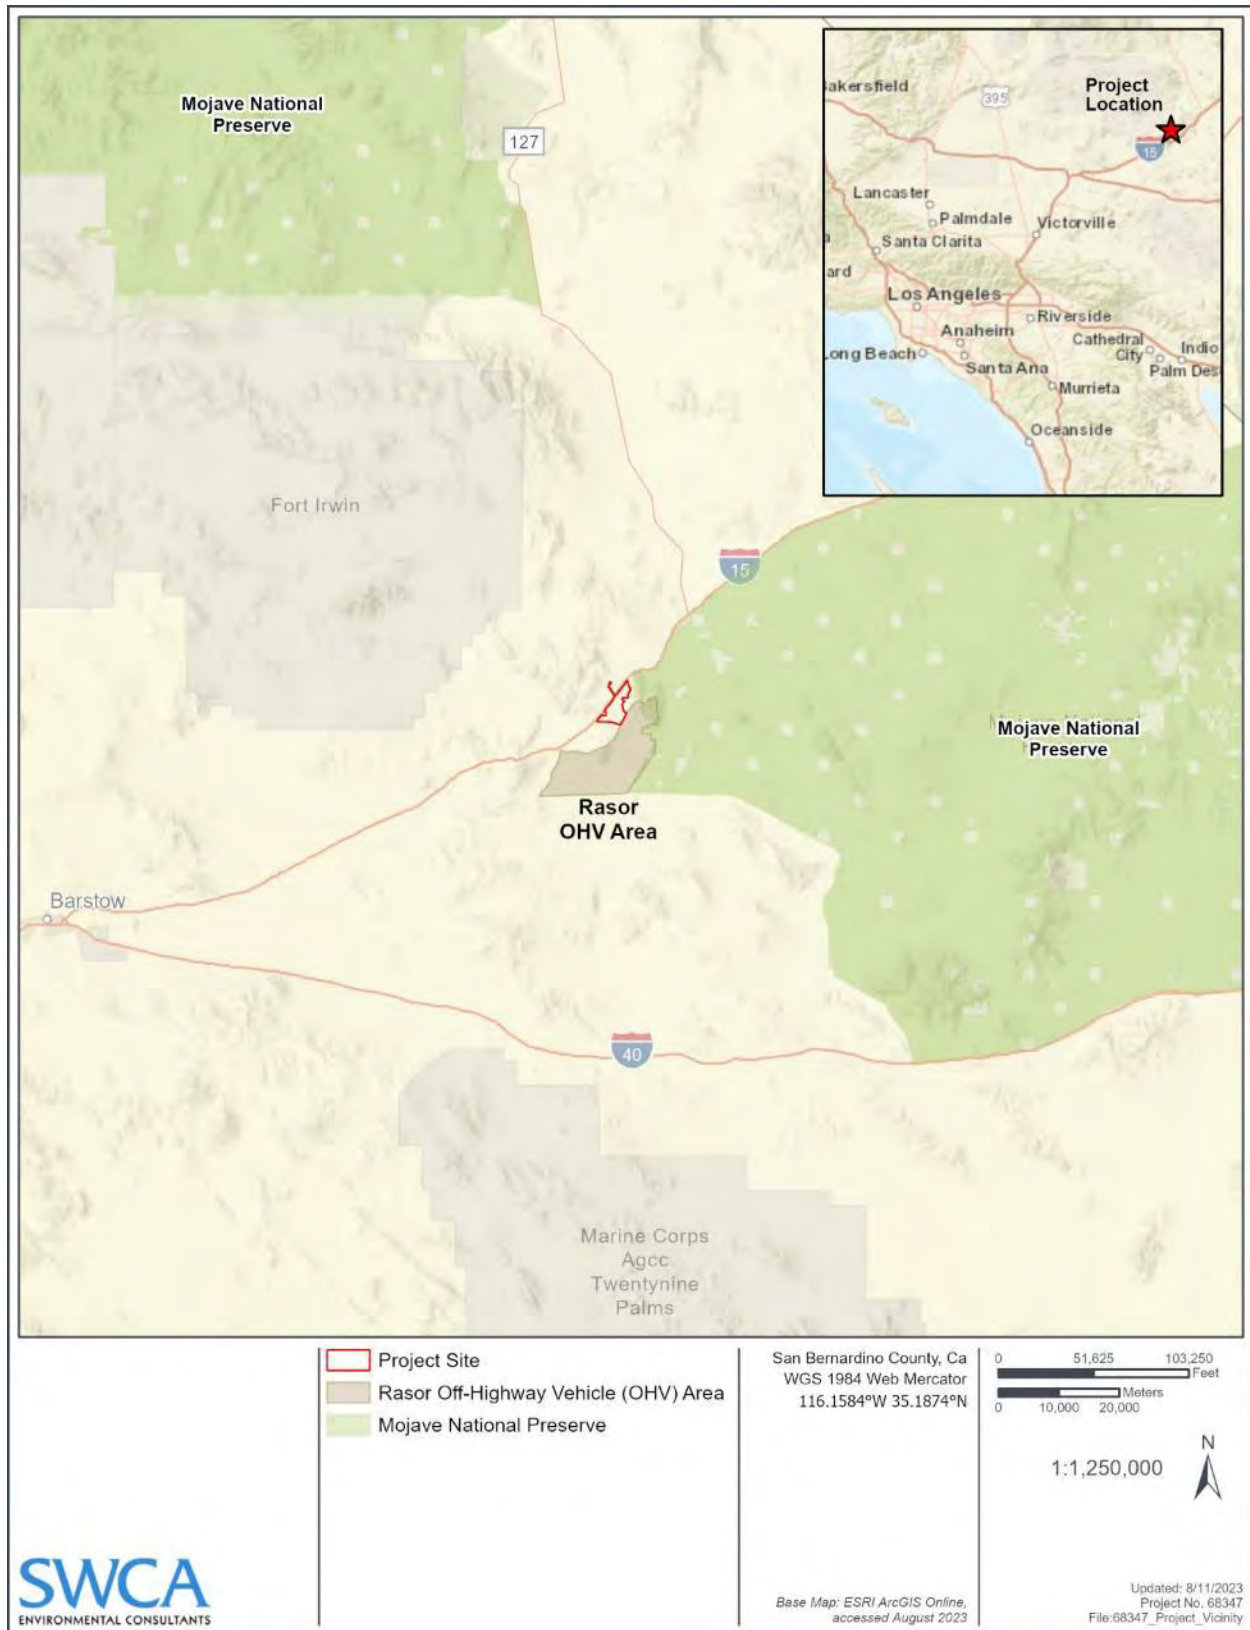 Mojave National
Preserve
127
Bakersfield
395
Project
Location
15
Lancaster
Palmdale
Victorville
Santa Clarita
ard
Los Angeles
Riverside
Anaheim
Cathedral
City
Indio
Long Beach
Santa Ana
Palm Des
Murrieta
Oceanside
Fort Irwin
15
Mojave National
Preserve
Rasor
OHV Area
Barstow
40
Marine Corps
Agcc
Twentynine
Palms
Project Site
Rasor Off-Highway Vehicle (OHV) Area
Mojave National Preserve
San Bernardino County, Ca
WGS 1984 Web Mercator
116.1584°W 35.1874°N
0 51,625 103,250
Feet
Meters
0 10,000 20,000
N
1:1,250,000
SWCA
ENVIRONMENTAL CONSULTANTS
Base Map: ESRI ArcGIS Online,
accessed August 2023
Updated: 8/11/2023
Project No. 68347
File:68347_Project_Vicinity